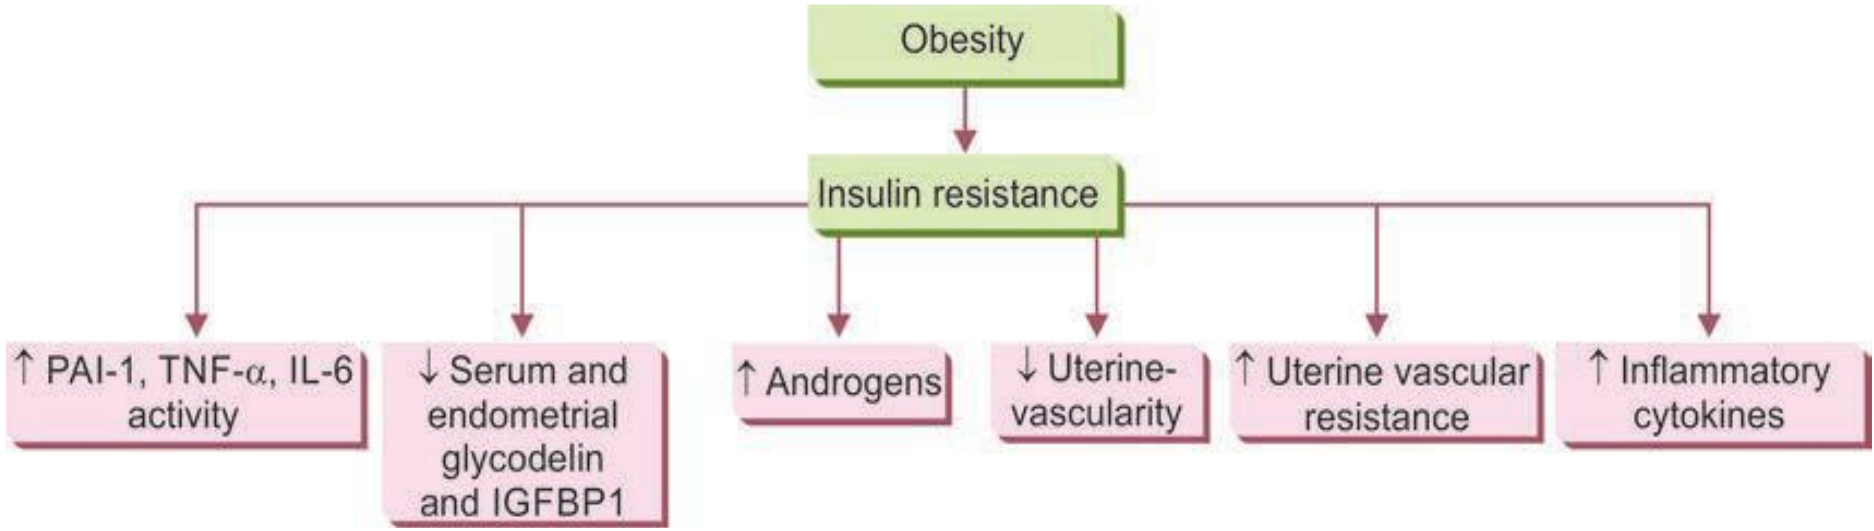 Obesity
Insulin resistance
↑ PAI-1, TNF-α, IL-6
activity
↓ Serum and
endometrial
glycodelin
and IGFBP1
↑ Androgens
↓ Uterine-
vascularity
↑ Uterine vascular
resistance
↑ Inflammatory
cytokines